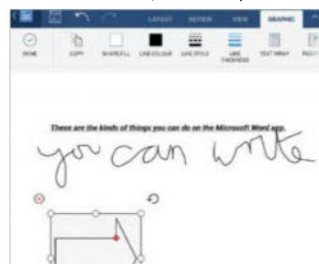 LAYOUT REVIEW VIEW GRAPHIC
DONE COPY SHAPE FILL LINE COLOUR LINE STYLE LINE THICKNESS TEXT WRAP
These are the kinds of things you can do on the Microsoft Word app.
you can write